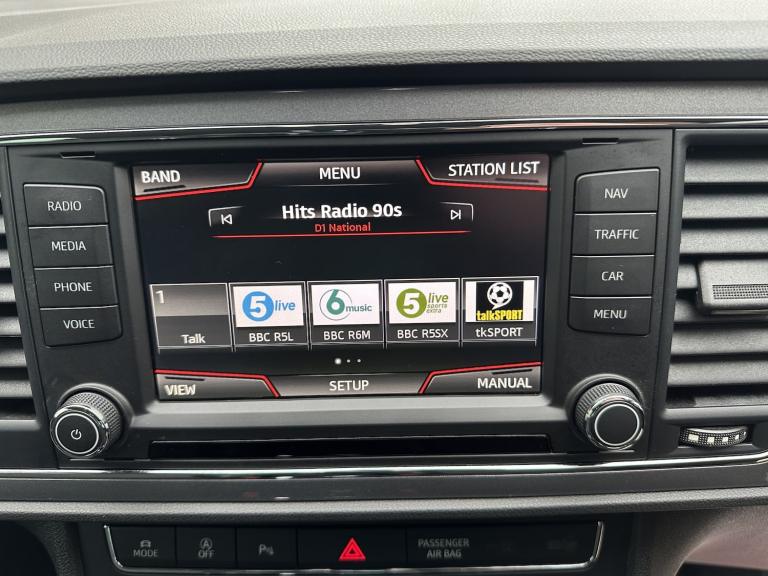 BAND MENU STATION LIST
RADIO
MEDIA
PHONE
VOICE
Hits Radio 90s
D1 National
1
Talk
5 live
BBC R5L
6 music
BBC R6M
5 live sports extra
BBC R5SX
talkSPORT
tkSPORT
VIEW SETUP MANUAL
NAV
TRAFFIC
CAR
MENU
MODE
A OFF
P
PASSENGER
AIR BAG